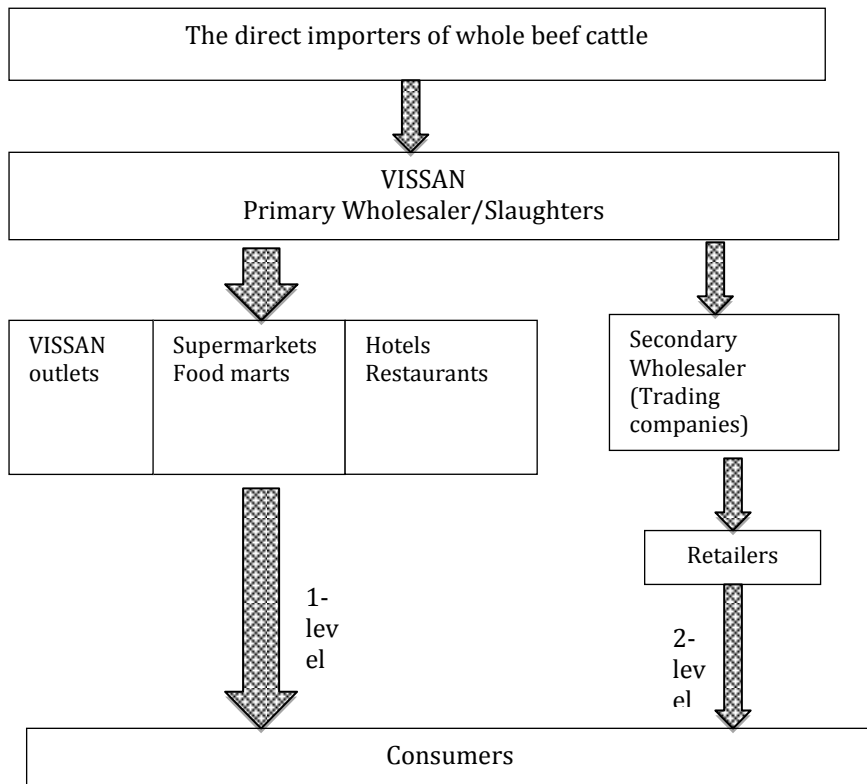 The direct importers of whole beef cattle
VISSAN
Primary Wholesaler/Slaughters
VISSAN
outlets
Supermarkets
Food marts
Hotels
Restaurants
Secondary
Wholesaler
(Trading
companies)
Retailers
1-
lev
el
2-
lev
el
Consumers